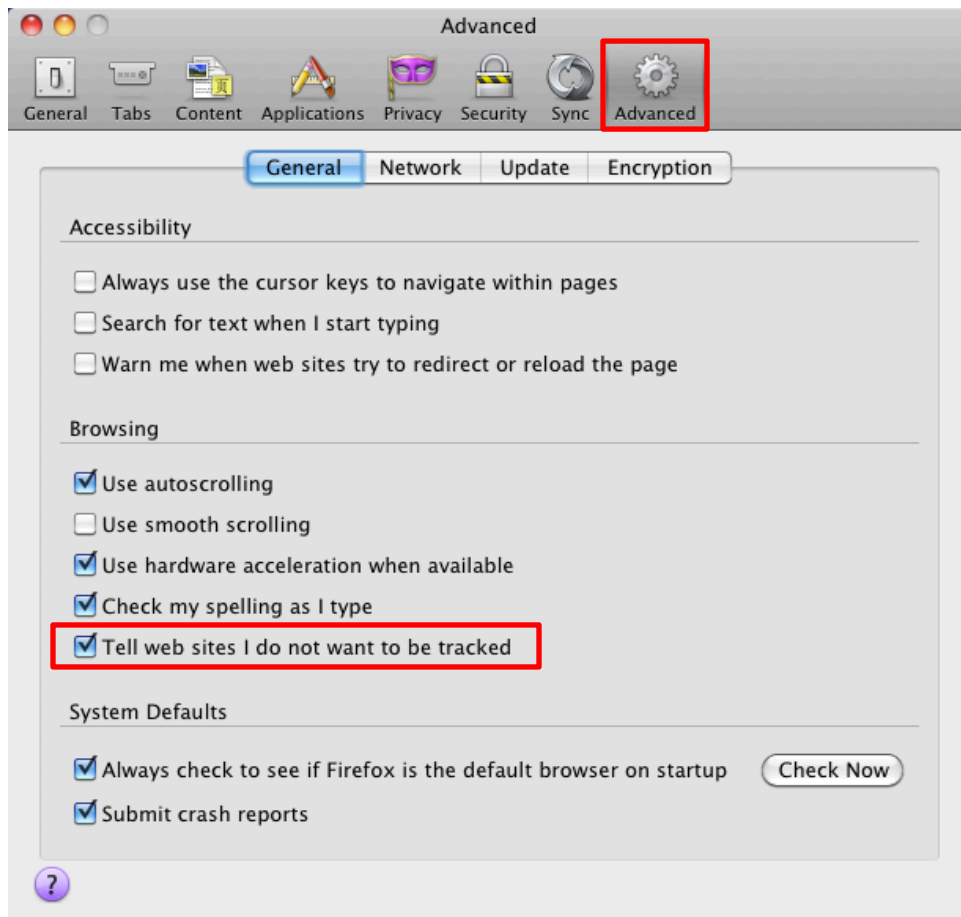 Advanced
General Tabs Content Applications Privacy Security Sync Advanced
General Network Update Encryption
Accessibility
Always use the cursor keys to navigate within pages
Search for text when I start typing
Warn me when web sites try to redirect or reload the page
Browsing
Use autoscrolling
Use smooth scrolling
Use hardware acceleration when available
Check my spelling as I type
Tell web sites I do not want to be tracked
System Defaults
Always check to see if Firefox is the default browser on startup Check Now
Submit crash reports
?